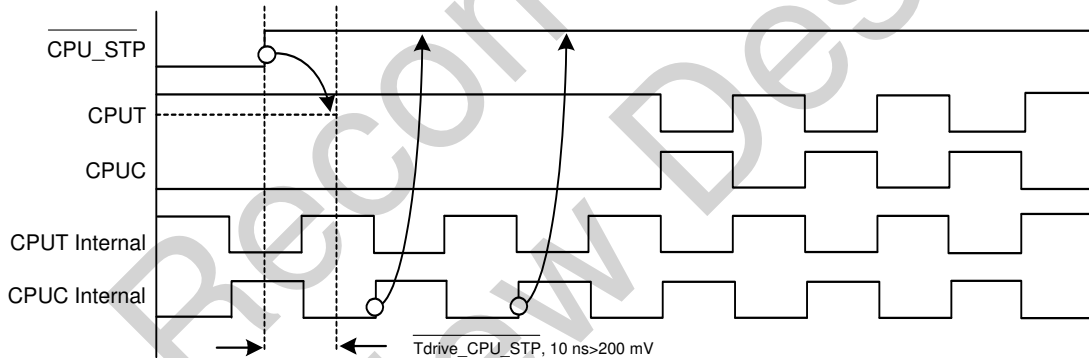 CPU_STP
CPUT
CPUC
CPUT Internal
CPUC Internal
Tdrive_CPU_STP, 10 ns>200 mV